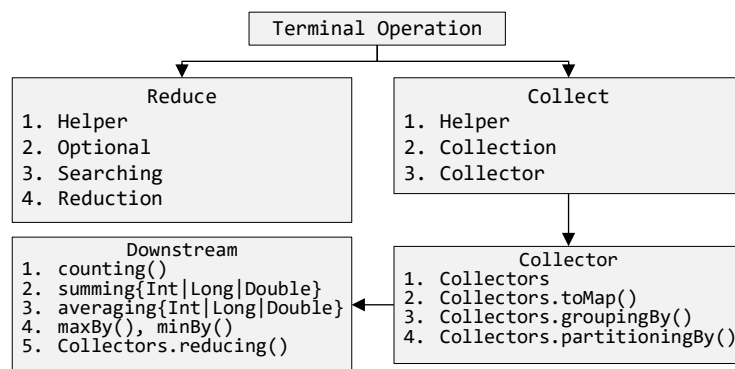 Terminal Operation
Reduce
1. Helper
2. Optional
3. Searching
4. Reduction
Collect
1. Helper
2. Collection
3. Collector
Downstream
1. counting()
2. summing{Int|Long|Double}
3. averaging{Int|Long|Double}
4. maxBy(), minBy()
5. Collectors.reducing()
Collector
1. Collectors
2. Collectors.toMap()
3. Collectors.groupingBy()
4. Collectors.partitioningBy()